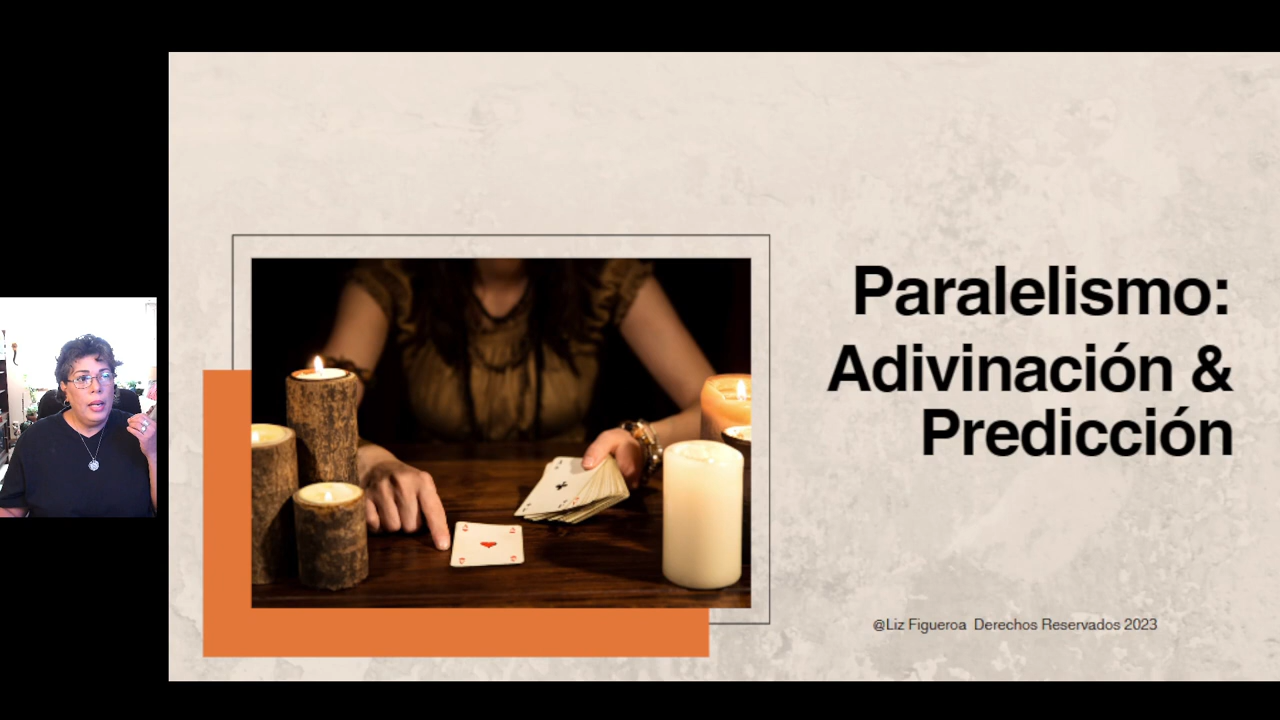 Paralelismo:
Adivinación &
Predicción
@Liz Figueroa Derechos Reservados 2023